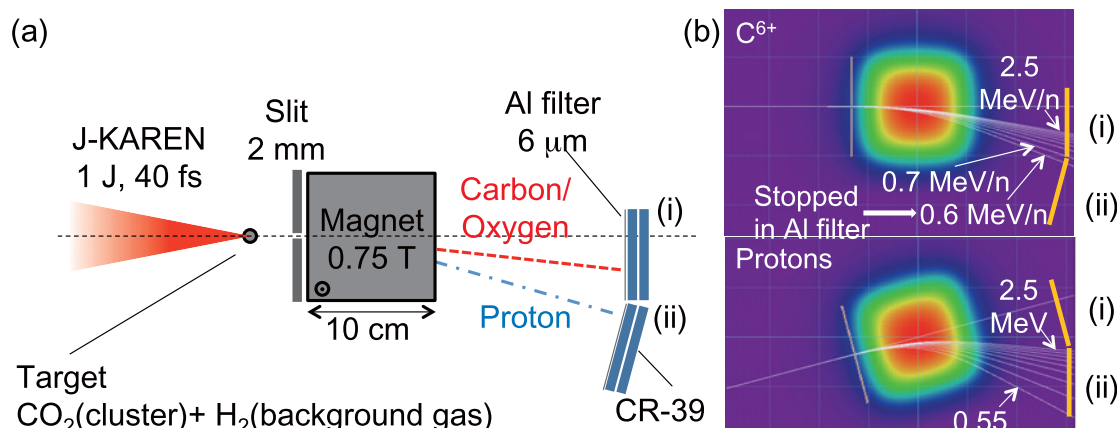 (a)
J-KAREN
1 J, 40 fs
Slit
2 mm
Al filter
6 μm
Magnet
0.75 T
Carbon/
Oxygen
(i)
Proton
(ii)
10 cm
Target
CO₂(cluster)+ H₂(background gas)
CR-39
(b)
C⁶⁺
2.5
MeV/n
(i)
0.7 MeV/n
(ii)
Stopped
in Al filter
0.6 MeV/n
Protons
2.5
MeV
(i)
(ii)
0.55